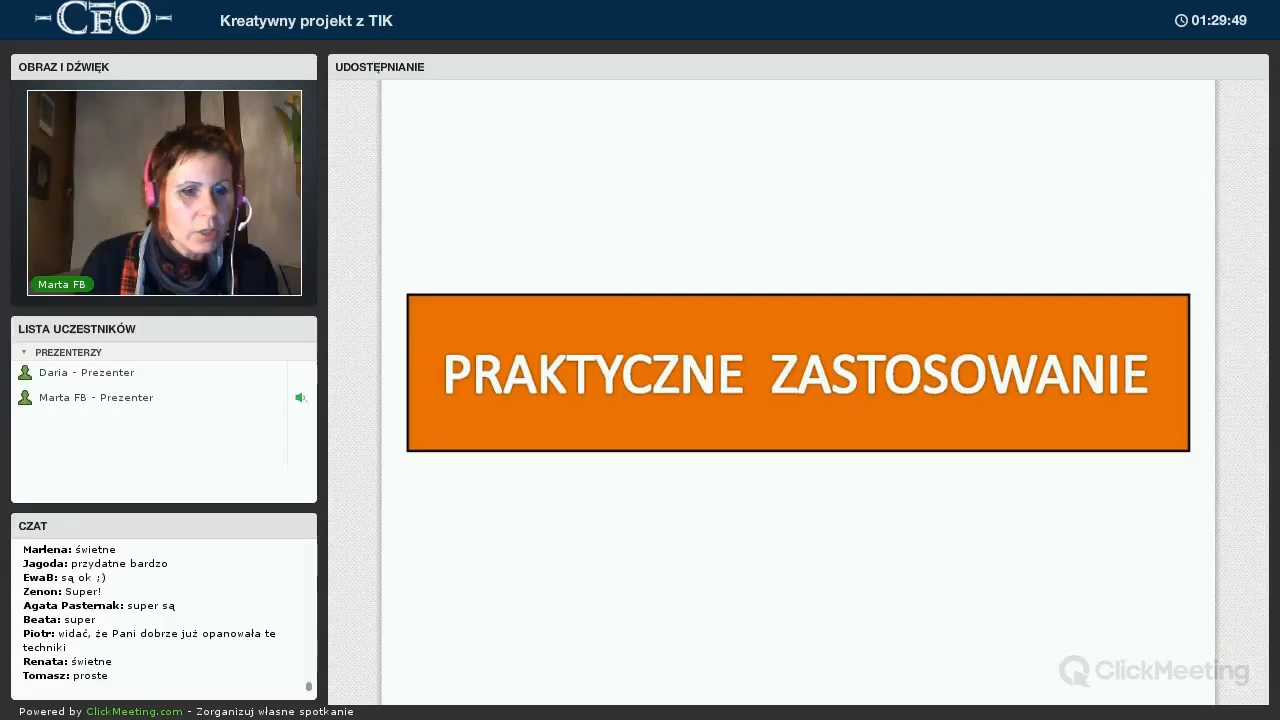 CEO
Kreatywny projekt z TIK
01:29:49
OBRAZ I DŹWIĘK
Marta FB
LISTA UCZESTNIKÓW
PREZENTERZY
Daria - Prezenter
Marta FB - Prezenter
CZAT
Marlena: świetne
Jagoda: przydatne bardzo
EwaB: są ok ;)
Zenon: Super!
Agata Pasternak: super są
Beata: super
Piotr: widać, że Pani dobrze już opanowała te
techniki
Renata: świetne
Tomasz: proste
UDOSTĘPNIANIE
PRAKTYCZNE ZASTOSOWANIE
ClickMeeting
Powered by ClickMeeting.com - Zorganizuj własne spotkanie